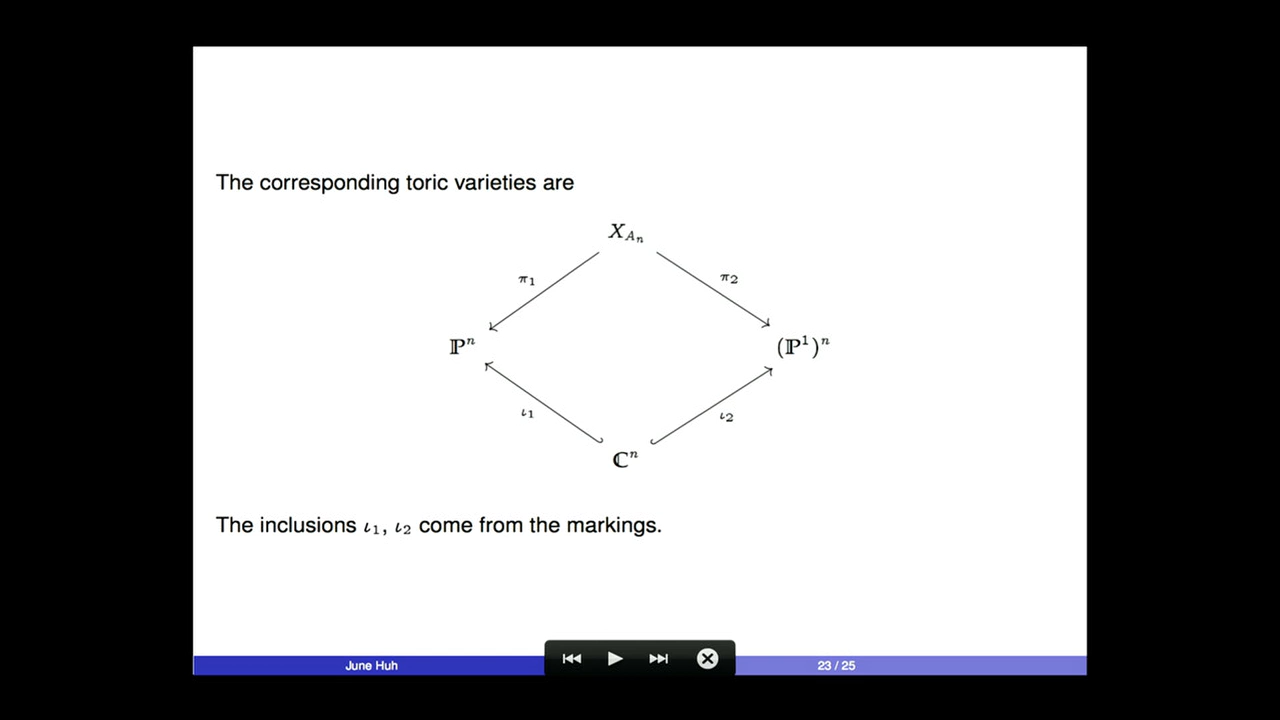 The corresponding toric varieties are
X_{A_n}
π₁ π₂
ℙⁿ (ℙ¹)ⁿ
ι₁ ι₂
ℂⁿ
The inclusions ι₁, ι₂ come from the markings.
June Huh 23 / 25